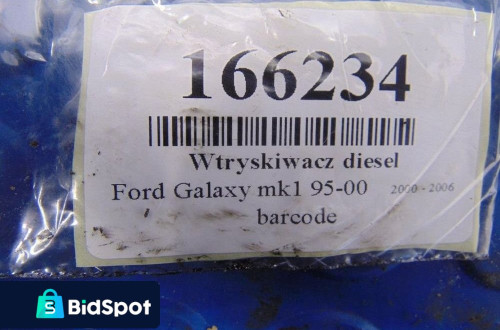 166234
Wtryskiwacz diesel
Ford Galaxy mk1 95-00 2000 - 2006
barcode
BidSpot